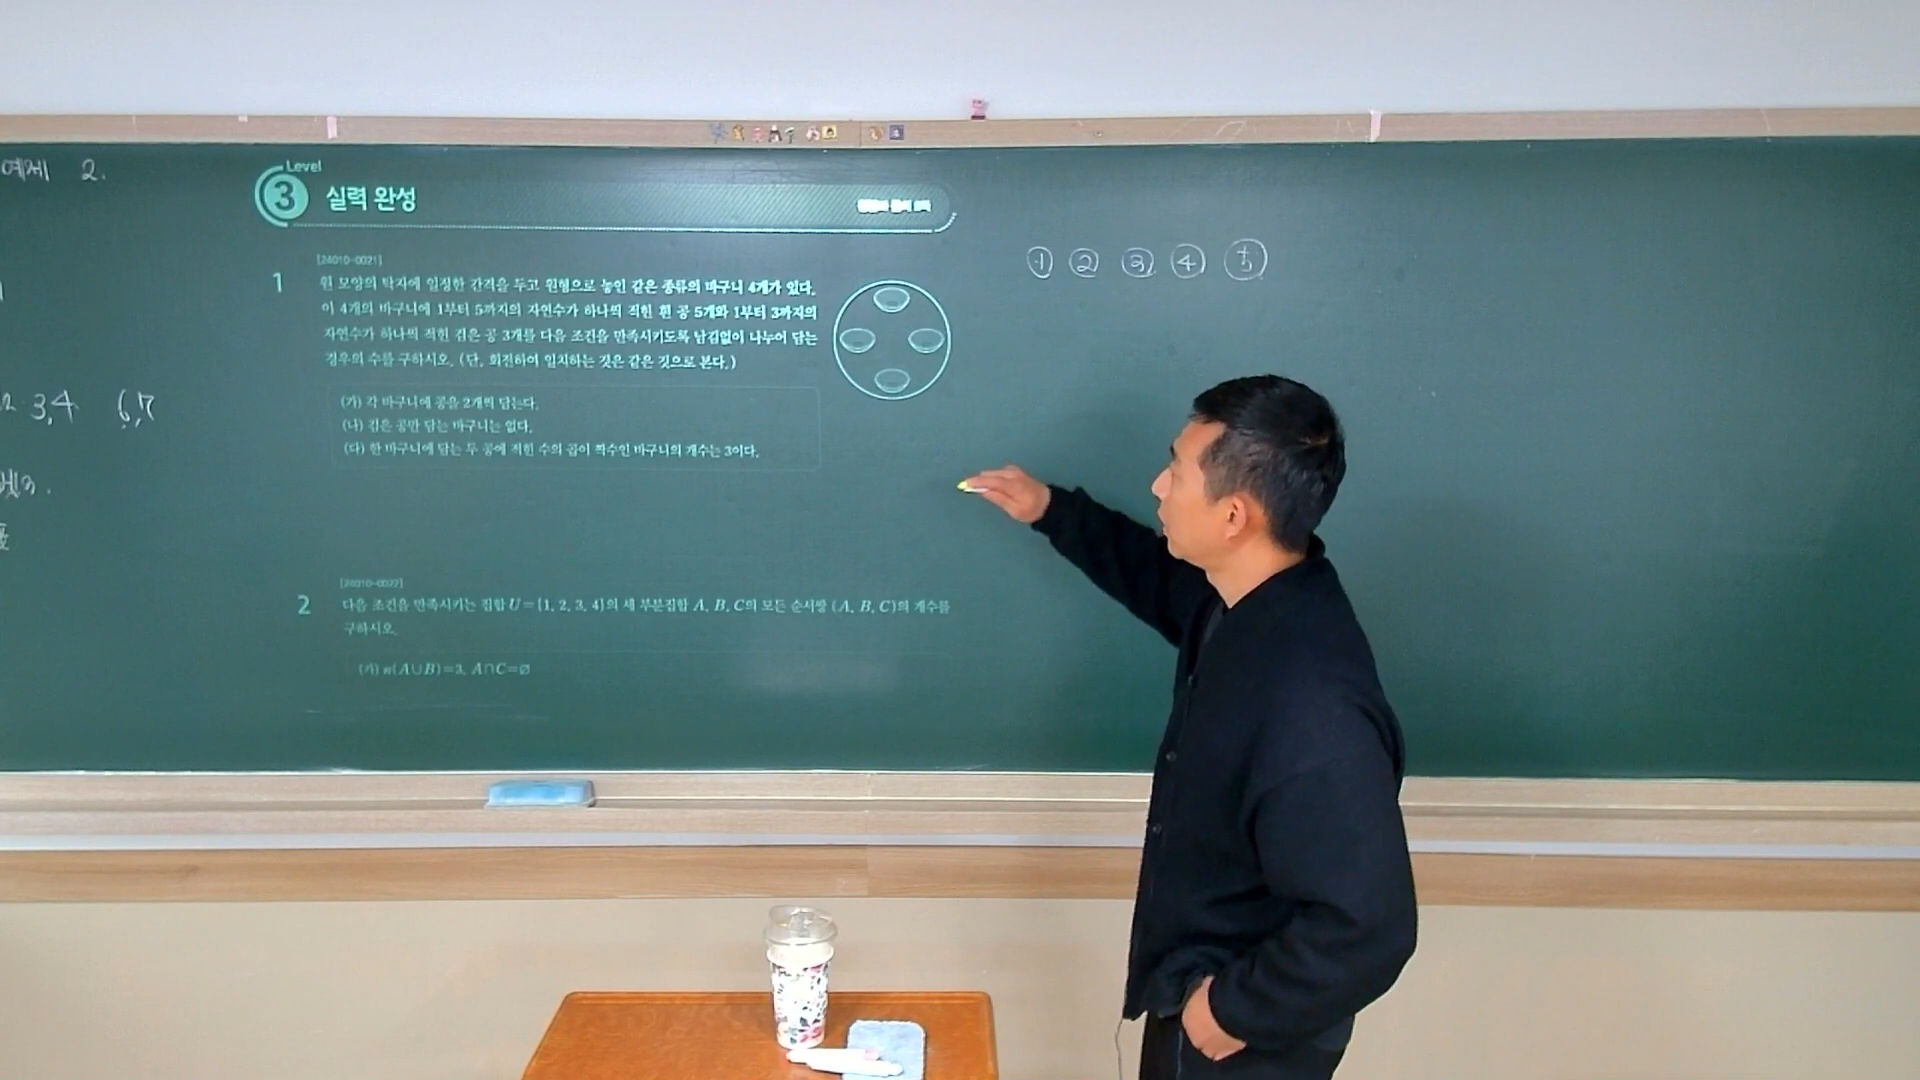 예제 2.
3,4 6,7
Level
3 실력 완성
[24010-0021]
1 원 모양의 탁자에 일정한 간격을 두고 원형으로 놓인 같은 종류의 바구니 4개가 있다.
이 4개의 바구니에 1부터 5까지의 자연수가 하나씩 적힌 흰 공 5개와 1부터 3까지의
자연수가 하나씩 적힌 검은 공 3개를 다음 조건을 만족시키도록 남김없이 나누어 담는
경우의 수를 구하시오. (단, 회전하여 일치하는 것은 같은 것으로 본다.)
(가) 각 바구니에 공을 2개씩 담는다.
(나) 검은 공만 담는 바구니는 없다.
(다) 한 바구니에 담는 두 공에 적힌 수의 곱이 짝수인 바구니의 개수는 3이다.
[24010-0022]
2 다음 조건을 만족시키는 집합 U={1, 2, 3, 4}의 세 부분집합 A, B, C의 모든 순서쌍 (A, B, C)의 개수를
구하시오.
(가) n(A∪B)=3, A∩C=∅
① ② ③ ④ ⑤